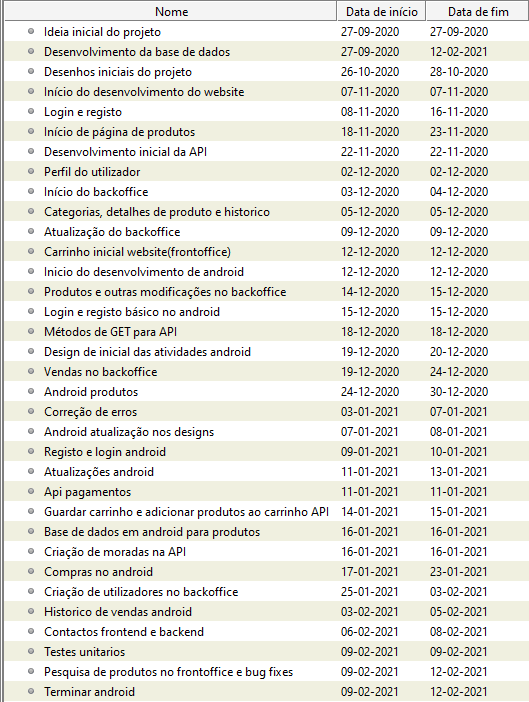 Nome Data de início Data de fim
Ideia inicial do projeto 27-09-2020 27-09-2020
Desenvolvimento da base de dados 27-09-2020 12-02-2021
Desenhos iniciais do projeto 26-10-2020 28-10-2020
Início do desenvolvimento do website 07-11-2020 07-11-2020
Login e registo 08-11-2020 16-11-2020
Início de página de produtos 18-11-2020 23-11-2020
Desenvolvimento inicial da API 22-11-2020 22-11-2020
Perfil do utilizador 02-12-2020 02-12-2020
Início do backoffice 03-12-2020 04-12-2020
Categorias, detalhes de produto e historico 05-12-2020 05-12-2020
Atualização do backoffice 09-12-2020 09-12-2020
Carrinho inicial website(frontoffice) 12-12-2020 12-12-2020
Inicio do desenvolvimento de android 12-12-2020 12-12-2020
Produtos e outras modificações no backoffice 14-12-2020 15-12-2020
Login e registo básico no android 15-12-2020 15-12-2020
Métodos de GET para API 18-12-2020 18-12-2020
Design de inicial das atividades android 19-12-2020 20-12-2020
Vendas no backoffice 19-12-2020 24-12-2020
Android produtos 24-12-2020 30-12-2020
Correção de erros 03-01-2021 07-01-2021
Android atualização nos designs 07-01-2021 08-01-2021
Registo e login android 09-01-2021 10-01-2021
Atualizações android 11-01-2021 13-01-2021
Api pagamentos 11-01-2021 11-01-2021
Guardar carrinho e adicionar produtos ao carrinho API 14-01-2021 15-01-2021
Base de dados em android para produtos 16-01-2021 16-01-2021
Criação de moradas na API 16-01-2021 16-01-2021
Compras no android 17-01-2021 23-01-2021
Criação de utilizadores no backoffice 25-01-2021 03-02-2021
Historico de vendas android 03-02-2021 05-02-2021
Contactos frontend e backend 06-02-2021 08-02-2021
Testes unitarios 09-02-2021 09-02-2021
Pesquisa de produtos no frontoffice e bug fixes 09-02-2021 12-02-2021
Terminar android 09-02-2021 12-02-2021